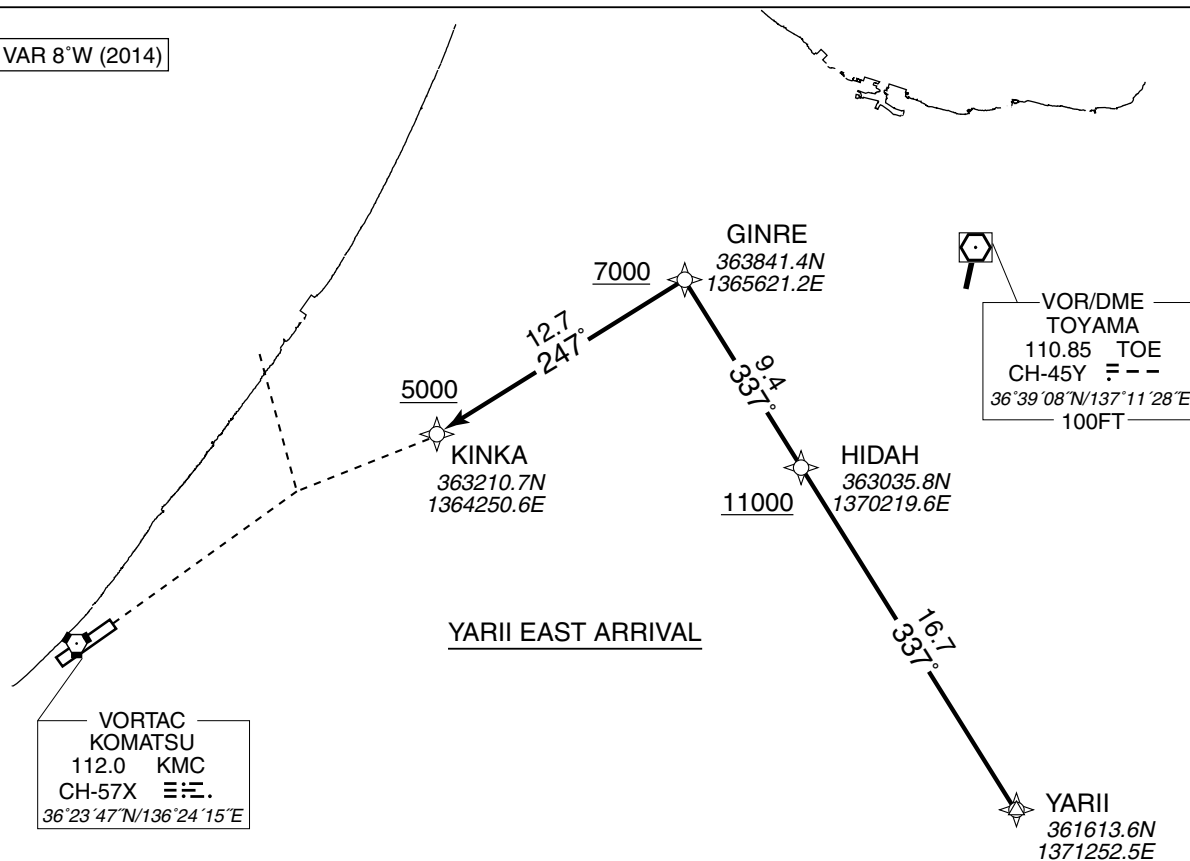 VAR 8°W (2014)
GINRE
363841.4N
1365621.2E
7000
12.7
247°
5000
KINKA
363210.7N
1364250.6E
9.4
337°
HIDAH
363035.8N
1370219.6E
11000
VOR/DME
TOYAMA
110.85 TOE
CH-45Y
36°39′08″N/137°11′28″E
100FT
YARII EAST ARRIVAL
16.7
337°
VORTAC
KOMATSU
112.0 KMC
CH-57X
36°23′47″N/136°24′15″E
YARII
361613.6N
1371252.5E